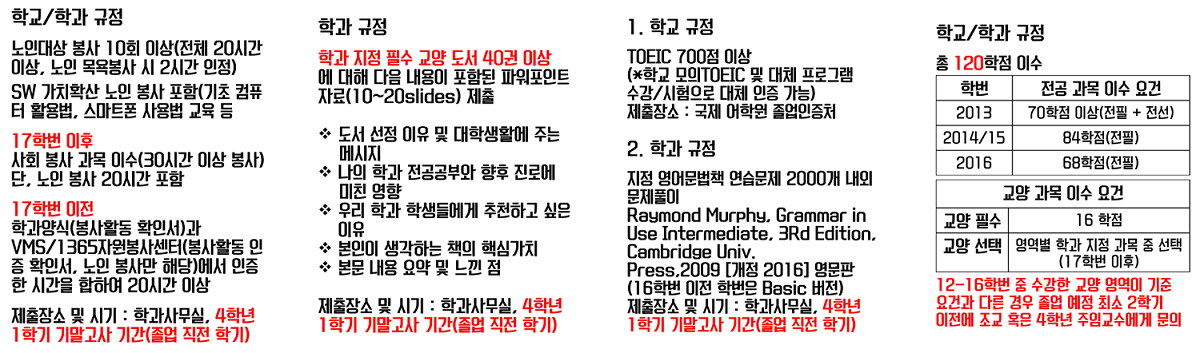 학교/학과 규정
노인대상 봉사 10회 이상(전체 20시간
이상, 노인 목욕봉사 시 2시간 인정)
SW 가치확산 노인 봉사 포함(기초 컴퓨
터 활용법, 스마트폰 사용법 교육 등
17학번 이후
사회 봉사 과목 이수(30시간 이상 봉사)
단, 노인 봉사 20시간 포함
17학번 이전
학과양식(봉사활동 확인서)과
VMS/1365자원봉사센터(봉사활동 인
증 확인서, 노인 봉사만 해당)에서 인증
한 시간을 합하여 20시간 이상
제출장소 및 시기 : 학과사무실, 4학년
1학기 기말고사 기간(졸업 직전 학기)
학과 규정
학과 지정 필수 교양 도서 40권 이상
에 대해 다음 내용이 포함된 파워포인트
자료(10~20slides) 제출
❖ 도서 선정 이유 및 대학생활에 주는
메시지
❖ 나의 학과 전공공부와 향후 진로에
미친 영향
❖ 우리 학과 학생들에게 추천하고 싶은
이유
❖ 본인이 생각하는 책의 핵심가치
❖ 본문 내용 요약 및 느낀 점
제출장소 및 시기 : 학과사무실, 4학년
1학기 기말고사 기간(졸업 직전 학기)
1. 학교 규정
TOEIC 700점 이상
(*학교 모의TOEIC 및 대체 프로그램
수강/시험으로 대체 인증 가능)
제출장소 : 국제 어학원 졸업인증처
2. 학과 규정
지정 영어문법책 연습문제 2000개 내외
문제풀이
Raymond Murphy, Grammar in
Use Intermediate, 3Rd Edition,
Cambridge Univ.
Press,2009 [개정 2016] 영문판
(16학번 이전 학번은 Basic 버전)
제출장소 및 시기 : 학과사무실, 4학년
1학기 기말고사 기간(졸업 직전 학기)
학교/학과 규정
총 120학점 이수
학번 전공 과목 이수 요건
2013 70학점 이상(전필 + 전선)
2014/15 84학점(전필)
2016 68학점(전필)
교양 과목 이수 요건
교양 필수 16 학점
교양 선택 영역별 학과 지정 과목 중 선택
(17학번 이후)
12-16학번 중 수강한 교양 영역이 기준
요건과 다른 경우 졸업 예정 최소 2학기
이전에 조교 혹은 4학년 주임교수에게 문의